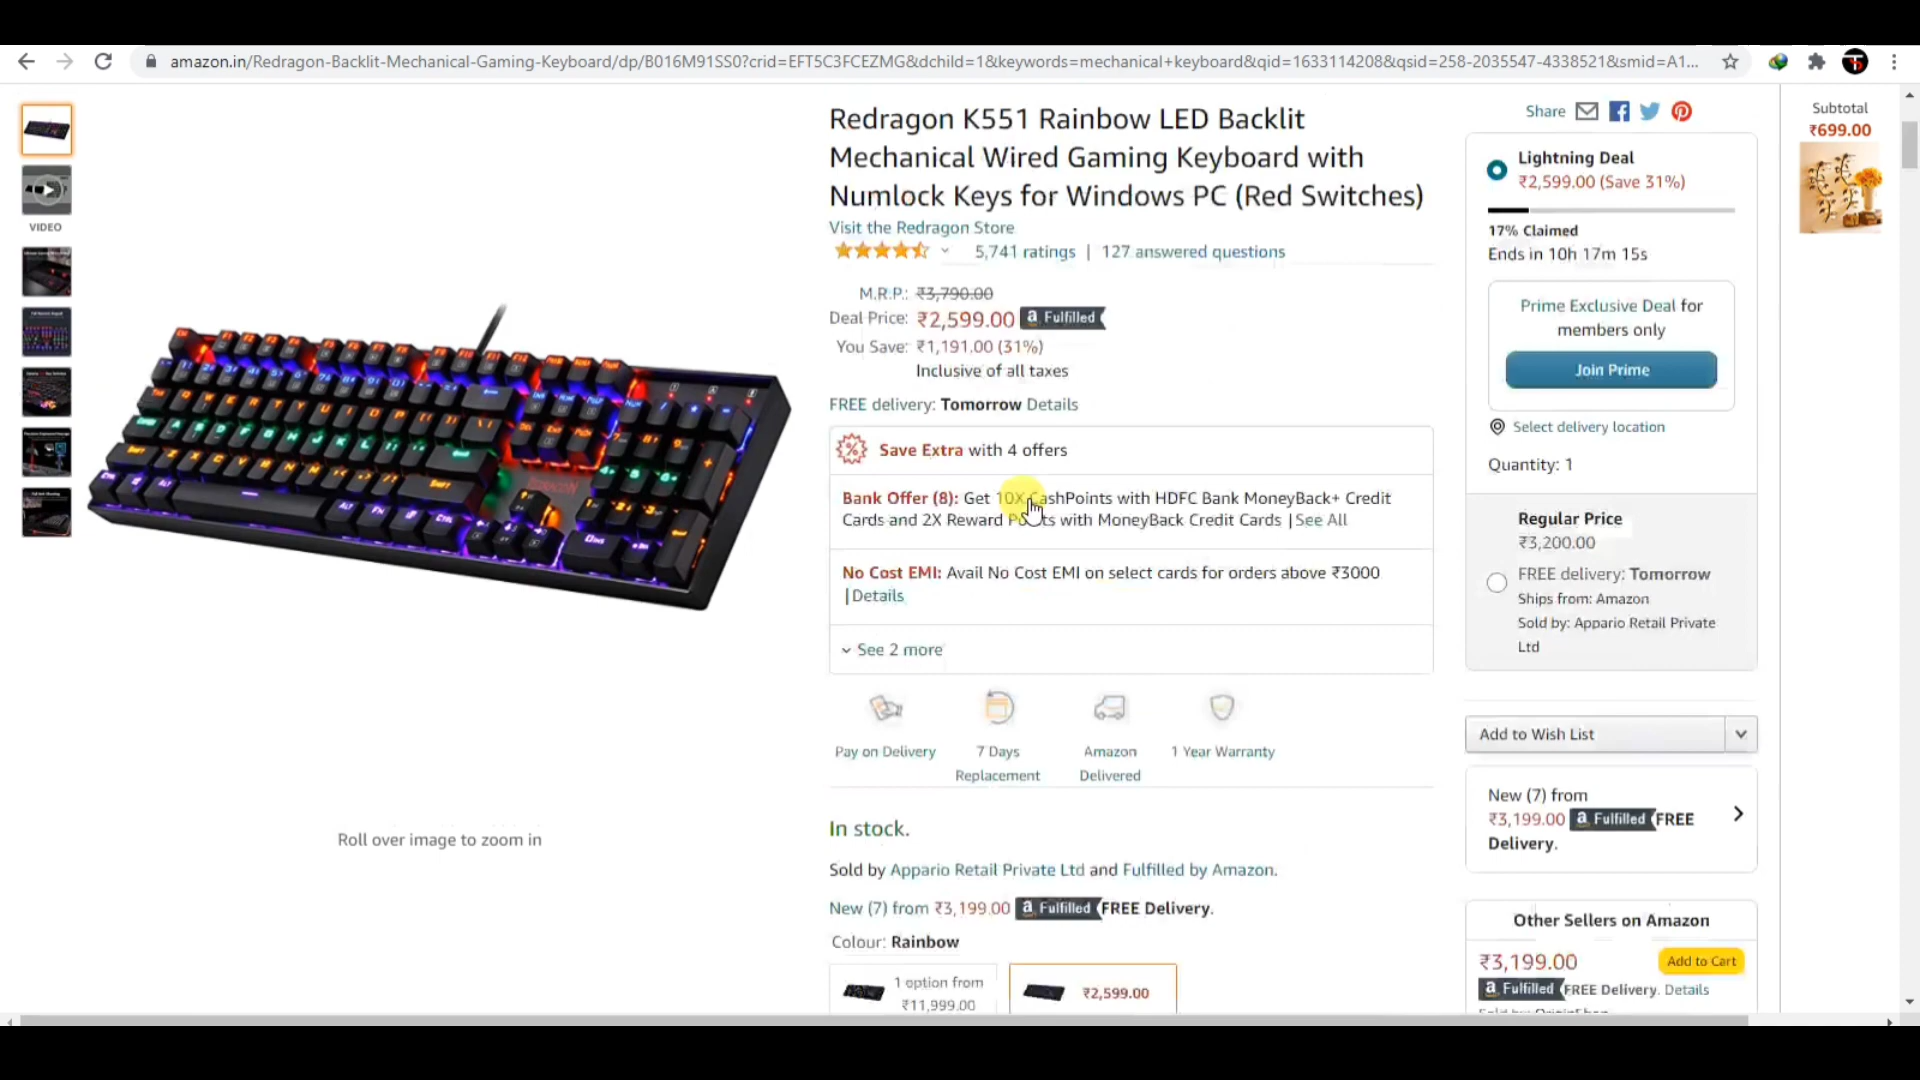 amazon.in/Redragon-Backlit-Mechanical-Gaming-Keyboard/dp/B016M91SS0?crid=EFT5C3FCEZMG&dchild=1&keywords=mechanical+keyboard&qid=1633114208&qsid=258-2035547-4338521&smid=A1...
VIDEO
Roll over image to zoom in
Redragon K551 Rainbow LED Backlit
Mechanical Wired Gaming Keyboard with
Numlock Keys for Windows PC (Red Switches)
Visit the Redragon Store
5,741 ratings | 127 answered questions
M.R.P.: ₹3,790.00
Deal Price: ₹2,599.00 a Fulfilled
You Save: ₹1,191.00 (31%)
Inclusive of all taxes
FREE delivery: Tomorrow Details
Save Extra with 4 offers
Bank Offer (8): Get 10X CashPoints with HDFC Bank MoneyBack+ Credit
Cards and 2X Reward Points with MoneyBack Credit Cards | See All
No Cost EMI: Avail No Cost EMI on select cards for orders above ₹3000
| Details
See 2 more
Pay on Delivery
7 Days
Replacement
Amazon
Delivered
1 Year Warranty
In stock.
Sold by Appario Retail Private Ltd and Fulfilled by Amazon.
New (7) from ₹3,199.00 a Fulfilled FREE Delivery.
Colour: Rainbow
1 option from
₹11,999.00
₹2,599.00
Share
Lightning Deal
₹2,599.00 (Save 31%)
17% Claimed
Ends in 10h 17m 15s
Prime Exclusive Deal for
members only
Join Prime
Select delivery location
Quantity: 1
Regular Price
₹3,200.00
FREE delivery: Tomorrow
Ships from: Amazon
Sold by: Appario Retail Private
Ltd
Add to Wish List
New (7) from
₹3,199.00 a Fulfilled FREE
Delivery.
Other Sellers on Amazon
₹3,199.00 Add to Cart
a Fulfilled FREE Delivery. Details
Subtotal
₹699.00